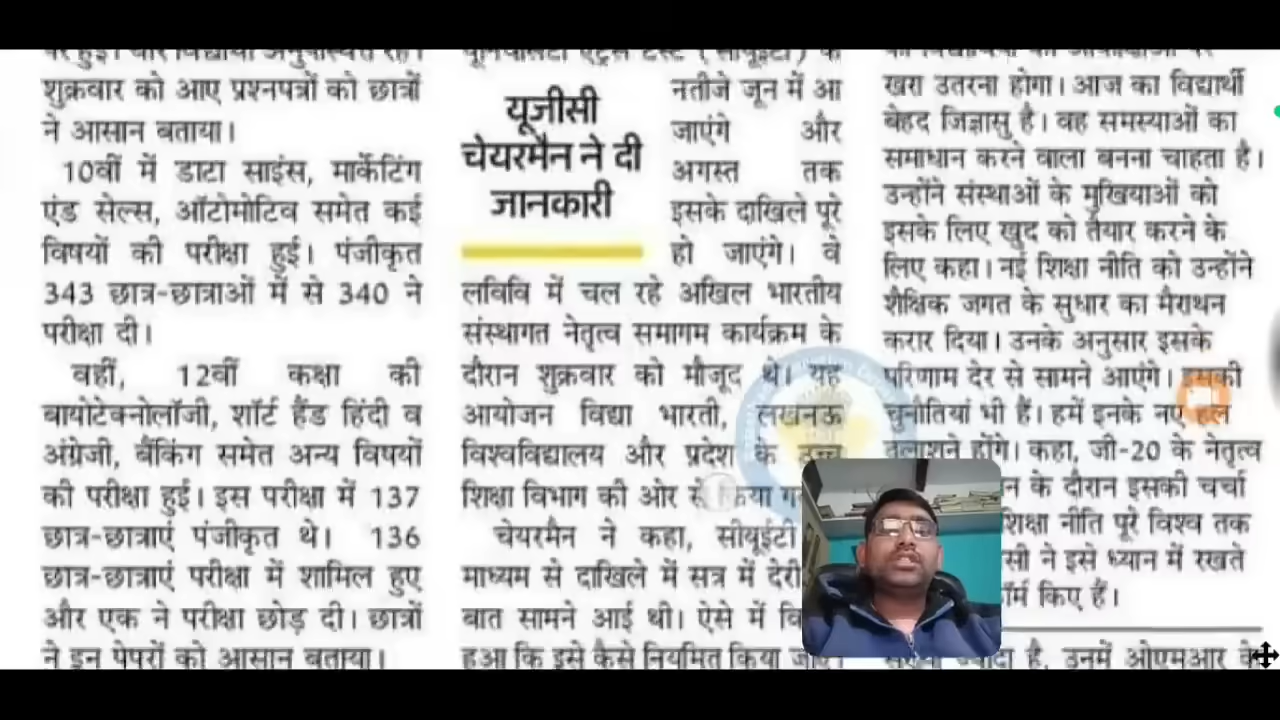 शुक्रवार को आए प्रश्नपत्रों को छात्रों
ने आसान बताया।
10वीं में डाटा साइंस, मार्केटिंग
एंड सेल्स, ऑटोमोटिव समेत कई
विषयों की परीक्षा हुई। पंजीकृत
343 छात्र-छात्राओं में से 340 ने
परीक्षा दी।
वहीं, 12वीं कक्षा की
बायोटेक्नोलॉजी, शॉर्ट हैंड हिंदी व
अंग्रेजी, बैंकिंग समेत अन्य विषयों
की परीक्षा हुई। इस परीक्षा में 137
छात्र-छात्राएं पंजीकृत थे। 136
छात्र-छात्राएं परीक्षा में शामिल हुए
और एक ने परीक्षा छोड़ दी। छात्रों
ने इन पेपरों को आसान बताया।
यूजीसी
चेयरमैन ने दी
जानकारी
नतीजे जून में आ
जाएंगे और
अगस्त तक
इसके दाखिले पूरे
हो जाएंगे। वे
लविवि में चल रहे अखिल भारतीय
संस्थागत नेतृत्व समागम कार्यक्रम के
दौरान शुक्रवार को मौजूद थे। यह
आयोजन विद्या भारती, लखनऊ
विश्वविद्यालय और प्रदेश के उच्च
शिक्षा विभाग की ओर से किया
चेयरमैन ने कहा, सीयूईटी
माध्यम से दाखिले में सत्र में देरी
बात सामने आई थी। ऐसे में
हुआ कि इसे कैसे नियमित किया
खरा उतरना होगा। आज का विद्यार्थी
बेहद जिज्ञासु है। वह समस्याओं का
समाधान करने वाला बनना चाहता है।
उन्होंने संस्थाओं के मुखियाओं को
इसके लिए खुद को तैयार करने के
लिए कहा। नई शिक्षा नीति को उन्होंने
शैक्षिक जगत के सुधार का मैराथन
करार दिया। उनके अनुसार इसके
परिणाम देर से सामने आएंगे। इसकी
चुनौतियां भी हैं। हमें इनके नए हल
तलाशने होंगे। कहा, जी-20 के नेतृत्व
के दौरान इसकी चर्चा
शिक्षा नीति पूरे विश्व तक
ने इसे ध्यान में रखते
किए हैं।
है, उनमें ओएमआर के